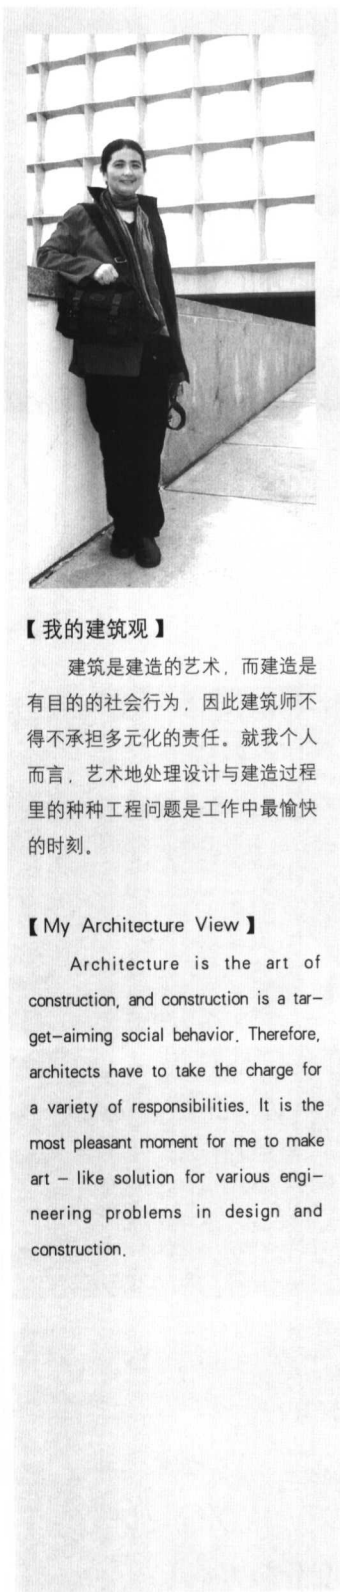 【我的建筑观】
建筑是建造的艺术，而建造是
有目的的社会行为，因此建筑师不
得不承担多元化的责任。就我个人
而言，艺术地处理设计与建造过程
里的种种工程问题是工作中最愉快
的时刻。
【My Architecture View】
Architecture is the art of
construction, and construction is a tar-
get-aiming social behavior. Therefore,
architects have to take the charge for
a variety of responsibilities. It is the
most pleasant moment for me to make
art - like solution for various engi-
neering problems in design and
construction.